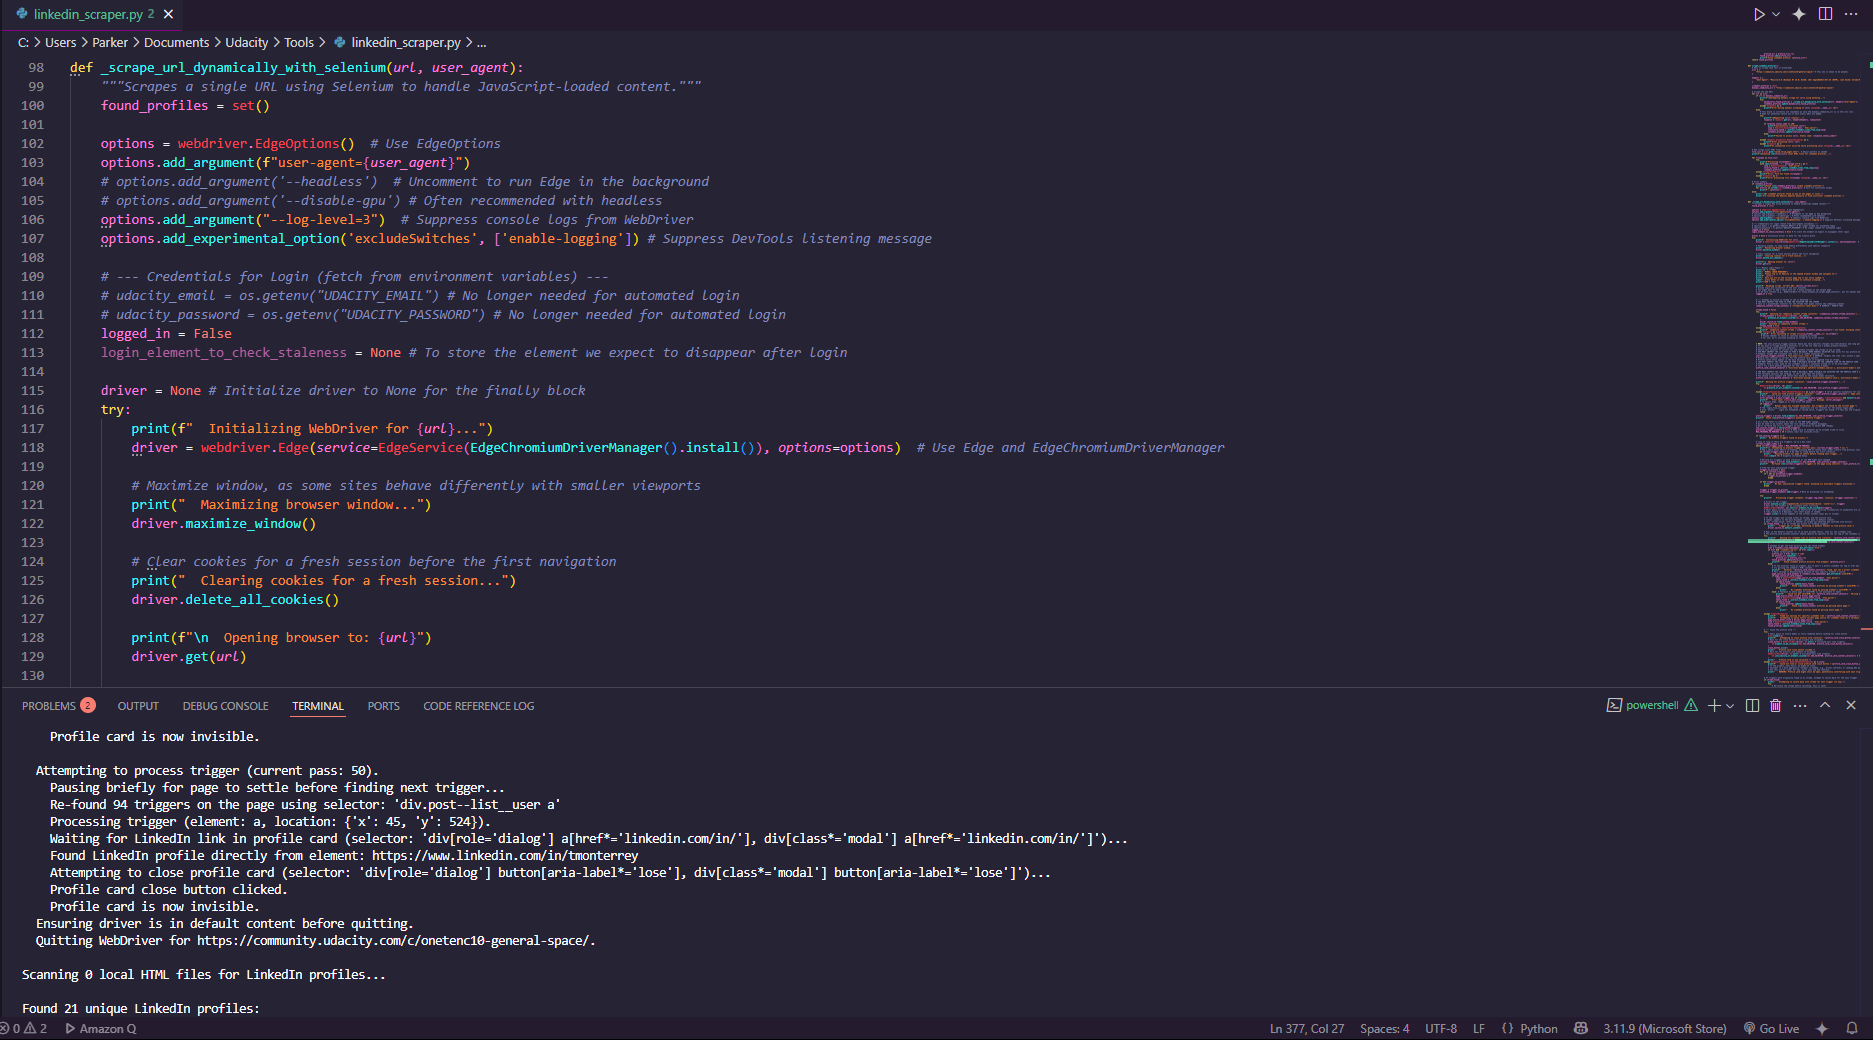 linkedin_scraper.py 2
C: > Users > Parker > Documents > Udacity > Tools > linkedin_scraper.py > ...
98 def _scrape_url_dynamically_with_selenium(url, user_agent):
99 """Scrapes a single URL using Selenium to handle JavaScript-loaded content."""
100 found_profiles = set()
101
102 options = webdriver.EdgeOptions()  # Use EdgeOptions
103 options.add_argument(f"user-agent={user_agent}")
104 # options.add_argument('--headless')  # Uncomment to run Edge in the background
105 # options.add_argument('--disable-gpu') # Often recommended with headless
106 options.add_argument("--log-level=3")  # Suppress console logs from WebDriver
107 options.add_experimental_option('excludeSwitches', ['enable-logging']) # Suppress DevTools listening message
108
109 # --- Credentials for Login (fetch from environment variables) ---
110 # udacity_email = os.getenv("UDACITY_EMAIL") # No longer needed for automated login
111 # udacity_password = os.getenv("UDACITY_PASSWORD") # No longer needed for automated login
112 logged_in = False
113 login_element_to_check_staleness = None # To store the element we expect to disappear after login
114
115 driver = None # Initialize driver to None for the finally block
116 try:
117 print(f"  Initializing WebDriver for {url}...")
118 driver = webdriver.Edge(service=EdgeService(EdgeChromiumDriverManager().install()), options=options)  # Use Edge and EdgeChromiumDriverManager
119
120 # Maximize window, as some sites behave differently with smaller viewports
121 print("  Maximizing browser window...")
122 driver.maximize_window()
123
124 # CLear cookies for a fresh session before the first navigation
125 print("  Clearing cookies for a fresh session...")
126 driver.delete_all_cookies()
127
128 print(f"\n  Opening browser to: {url}")
129 driver.get(url)
130
PROBLEMS 2 OUTPUT DEBUG CONSOLE TERMINAL PORTS CODE REFERENCE LOG powershell
Profile card is now invisible.
Attempting to process trigger (current pass: 50).
Pausing briefly for page to settle before finding next trigger...
Re-found 94 triggers on the page using selector: 'div.post--list__user a'
Processing trigger (element: a, location: {'x': 45, 'y': 524}).
Waiting for LinkedIn link in profile card (selector: 'div[role='dialog'] a[href*='linkedin.com/in/'], div[class*='modal'] a[href*='linkedin.com/in/']')...
Found LinkedIn profile directly from element: https://www.linkedin.com/in/tmonterrey
Attempting to close profile card (selector: 'div[role='dialog'] button[aria-label*='lose'], div[class*='modal'] button[aria-label*='lose']')...
Profile card close button clicked.
Profile card is now invisible.
Ensuring driver is in default content before quitting.
Quitting WebDriver for https://community.udacity.com/c/onetenc10-general-space/.
Scanning 0 local HTML files for LinkedIn profiles...
Found 21 unique LinkedIn profiles:
0 2 Amazon Q Ln 377, Col 27 Spaces: 4 UTF-8 LF {} Python 3.11.9 (Microsoft Store) Go Live